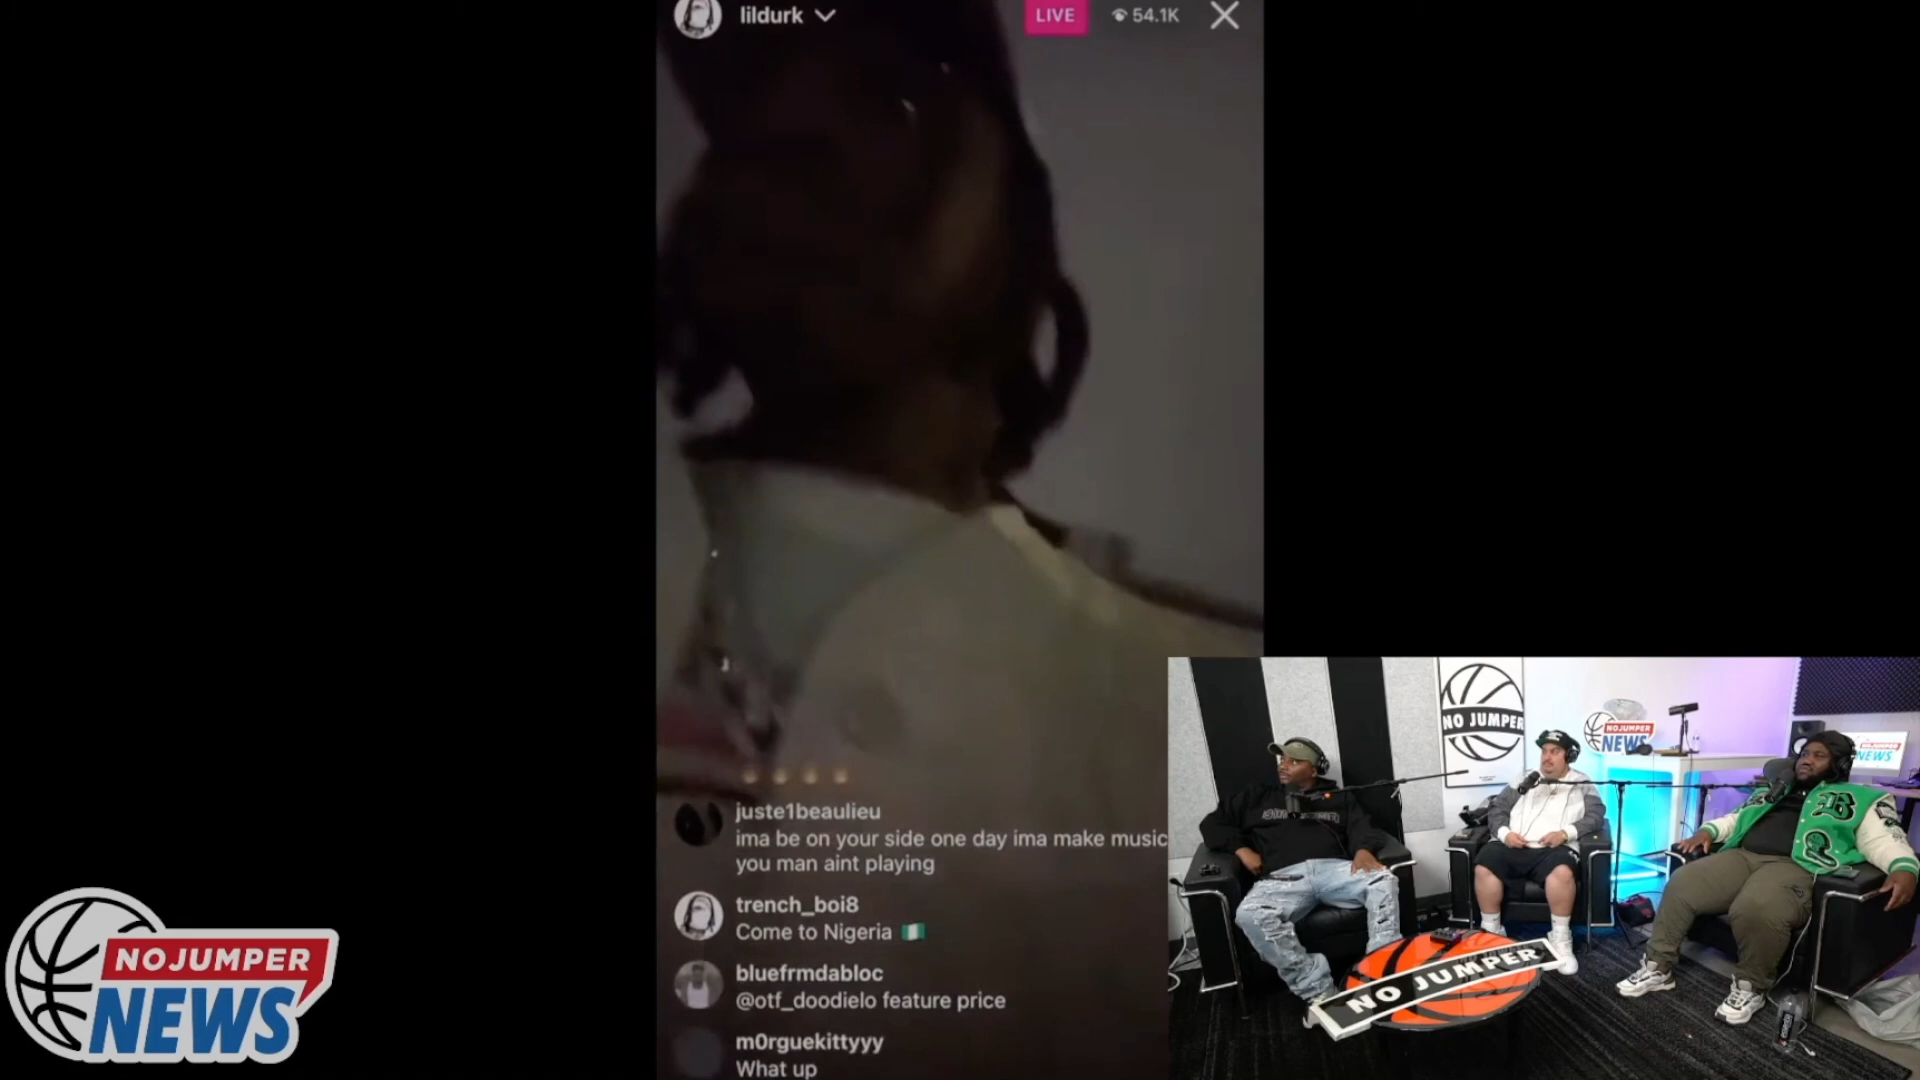 lildurk
LIVE
54.1K
juste1beaulieu
ima be on your side one day ima make music
you man aint playing
trench_boi8
Come to Nigeria
bluefrmdabloc
@otf_doodielo feature price
m0rguekittyyy
What up
NOJUMPER
NEWS
NO JUMPER
NOJUMPER
NEWS
NEWS
B
NO JUMPER